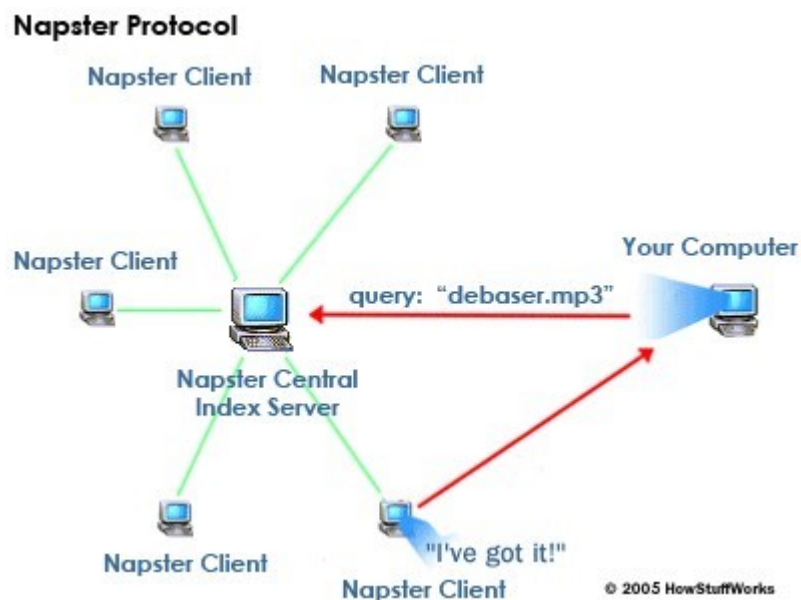 Napster Protocol
Napster Client
Napster Client
Napster Client
Your Computer
query: “debaser.mp3”
Napster Central
Index Server
"I've got it!"
Napster Client
Napster Client
© 2005 HowStuffWorks